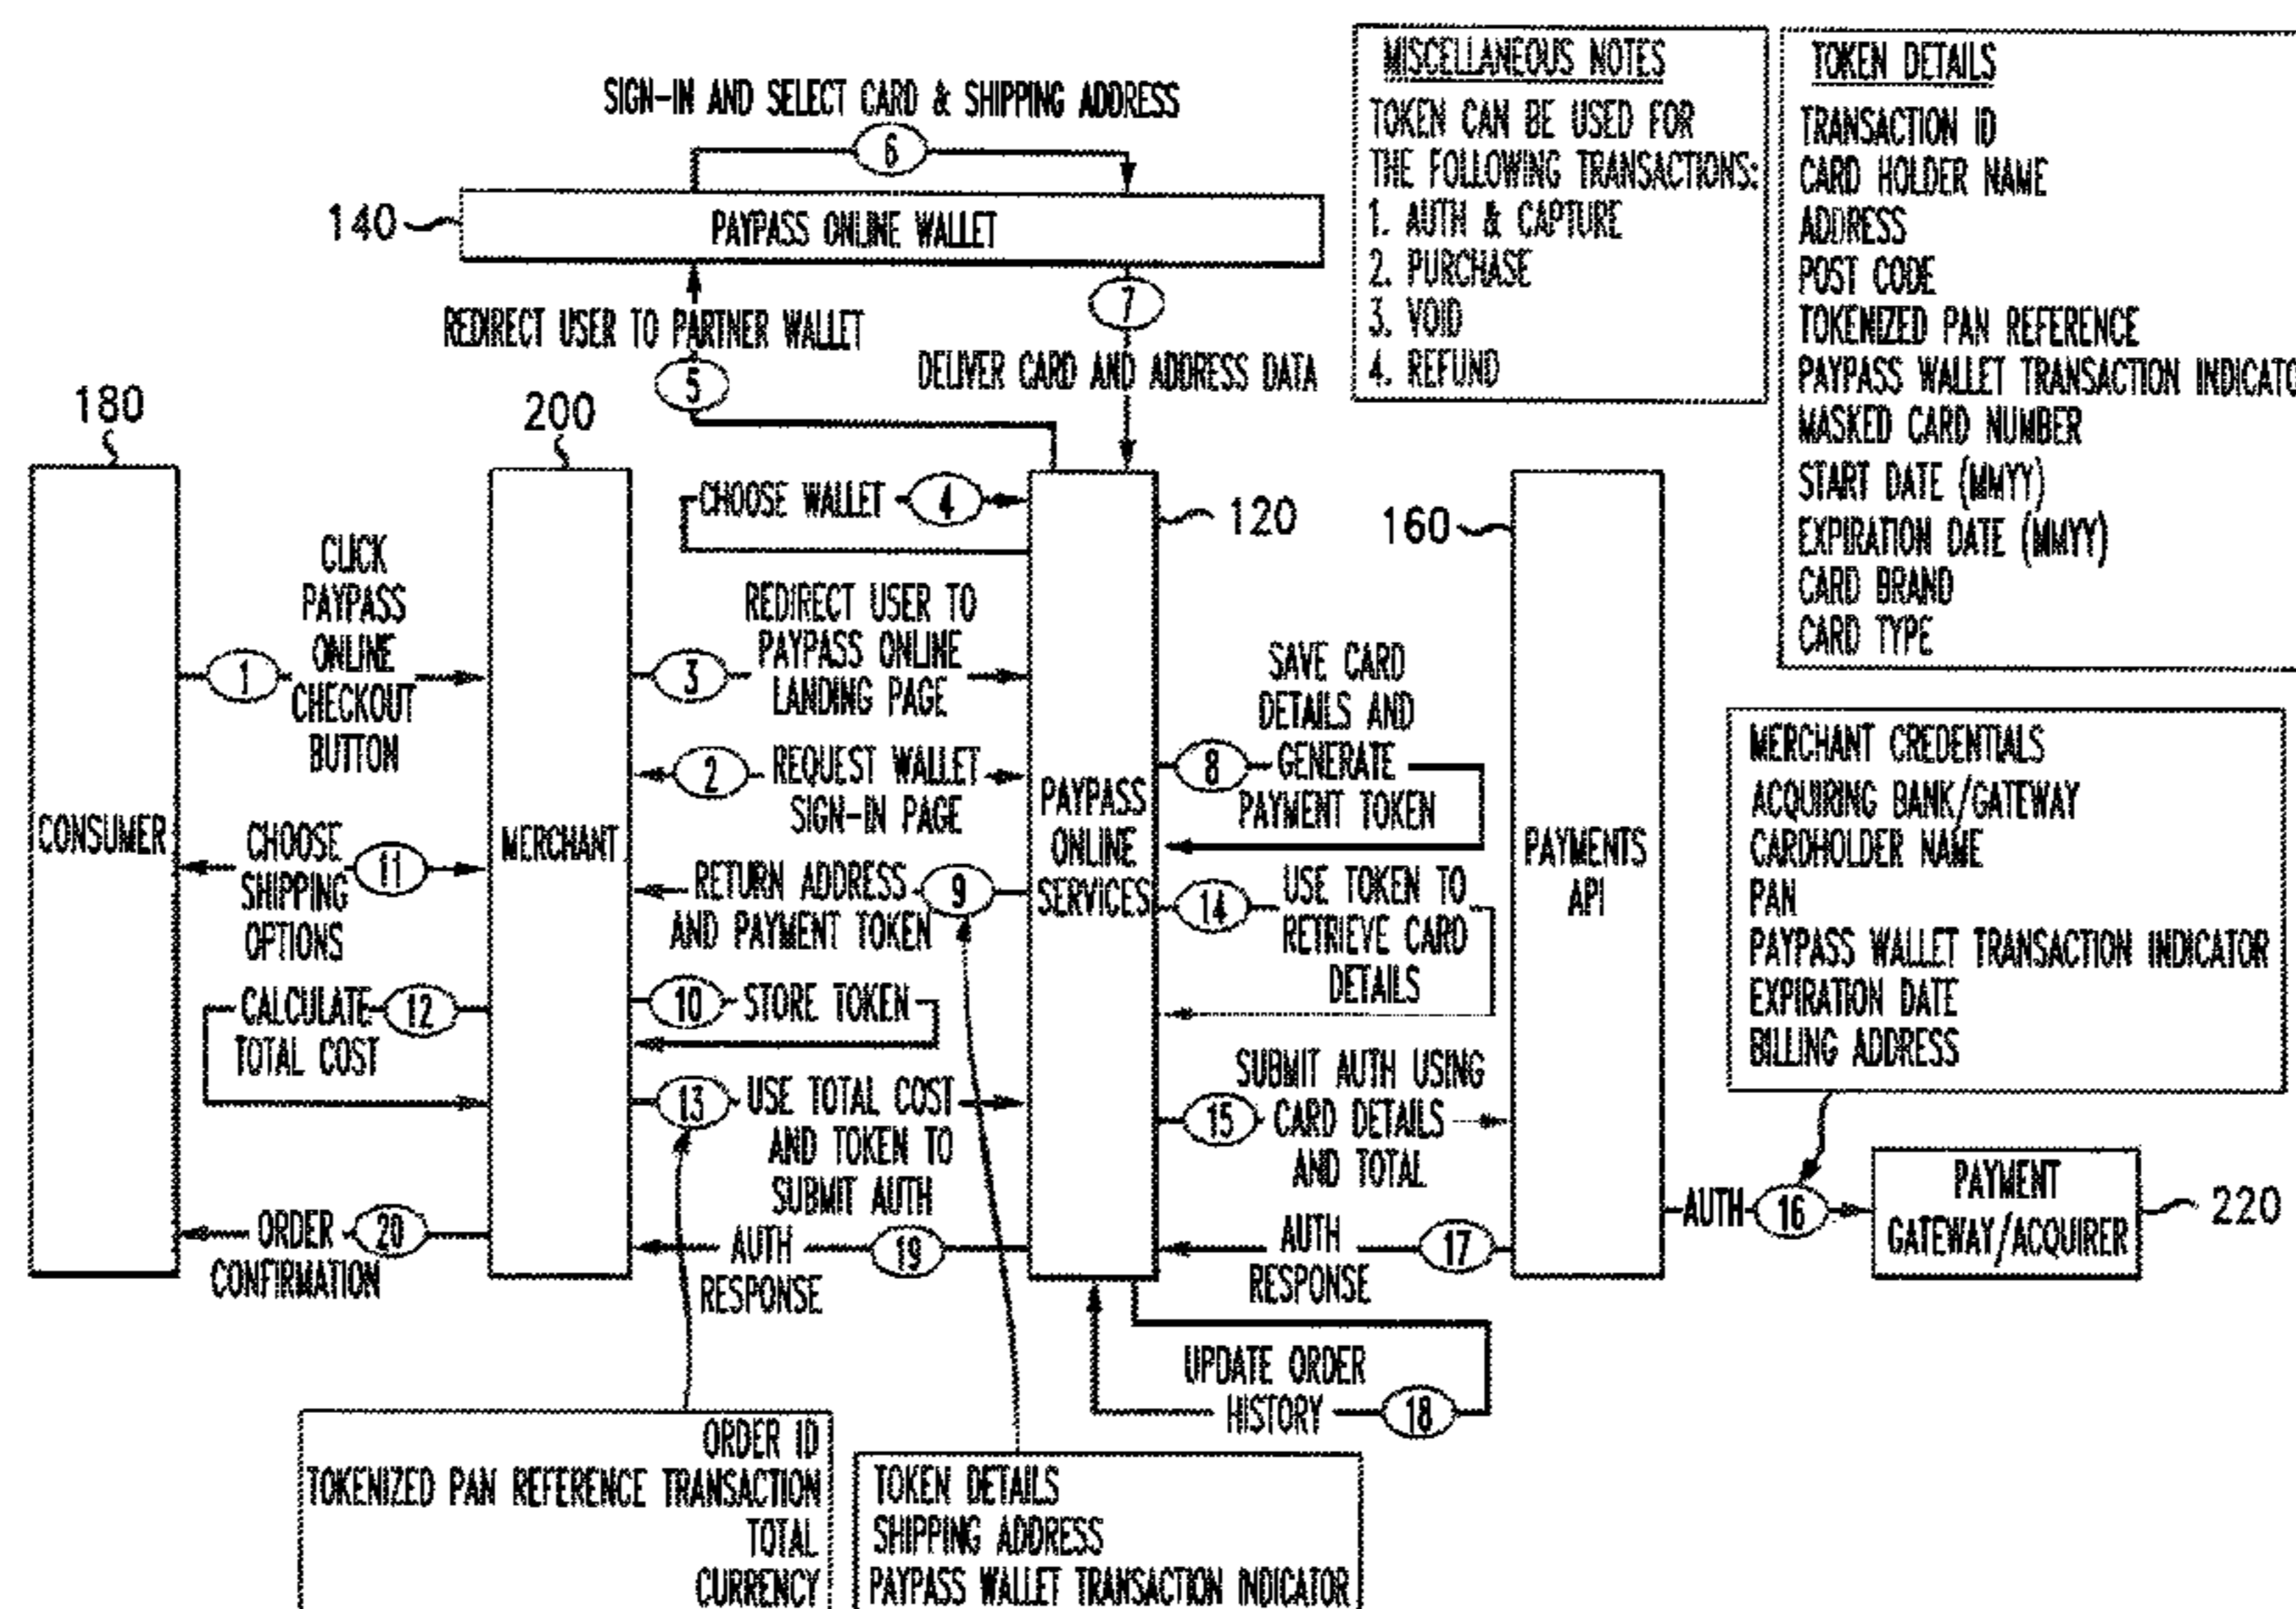 SIGN-IN AND SELECT CARD & SHIPPING ADDRESS
6
140
PAYPASS ONLINE WALLET
7
REDIRECT USER TO PARTNER WALLET
5
DELIVER CARD AND ADDRESS DATA
MISCELLANEOUS NOTES
TOKEN CAN BE USED FOR
THE FOLLOWING TRANSACTIONS:
1. AUTH & CAPTURE
2. PURCHASE
3. VOID
4. REFUND
TOKEN DETAILS
TRANSACTION ID
CARD HOLDER NAME
ADDRESS
POST CODE
TOKENIZED PAN REFERENCE
PAYPASS WALLET TRANSACTION INDICATO
MASKED CARD NUMBER
START DATE (MMYY)
EXPIRATION DATE (MMYY)
CARD BRAND
CARD TYPE
180
CONSUMER
200
MERCHANT
120
PAYPASS
ONLINE
SERVICES
160
PAYMENTS
API
1
CLICK
PAYPASS
ONLINE
CHECKOUT
BUTTON
CHOOSE
SHIPPING
OPTIONS
11
CALCULATE
TOTAL COST
12
ORDER
CONFIRMATION
20
CHOOSE WALLET
4
3
REDIRECT USER TO
PAYPASS ONLINE
LANDING PAGE
2
REQUEST WALLET
SIGN-IN PAGE
RETURN ADDRESS
AND PAYMENT TOKEN
9
10
STORE TOKEN
13
USE TOTAL COST
AND TOKEN TO
SUBMIT AUTH
AUTH
RESPONSE
19
8
SAVE CARD
DETAILS AND
GENERATE
PAYMENT TOKEN
14
USE TOKEN TO
RETRIEVE CARD
DETAILS
15
SUBMIT AUTH USING
CARD DETAILS
AND TOTAL
AUTH
RESPONSE
17
UPDATE ORDER
HISTORY
18
MERCHANT CREDENTIALS
ACQUIRING BANK/GATEWAY
CARDHOLDER NAME
PAN
PAYPASS WALLET TRANSACTION INDICATOR
EXPIRATION DATE
BILLING ADDRESS
AUTH
16
PAYMENT
GATEWAY/ACQUIRER
220
ORDER ID
TOKENIZED PAN REFERENCE TRANSACTION
TOTAL
CURRENCY
TOKEN DETAILS
SHIPPING ADDRESS
PAYPASS WALLET TRANSACTION INDICATOR